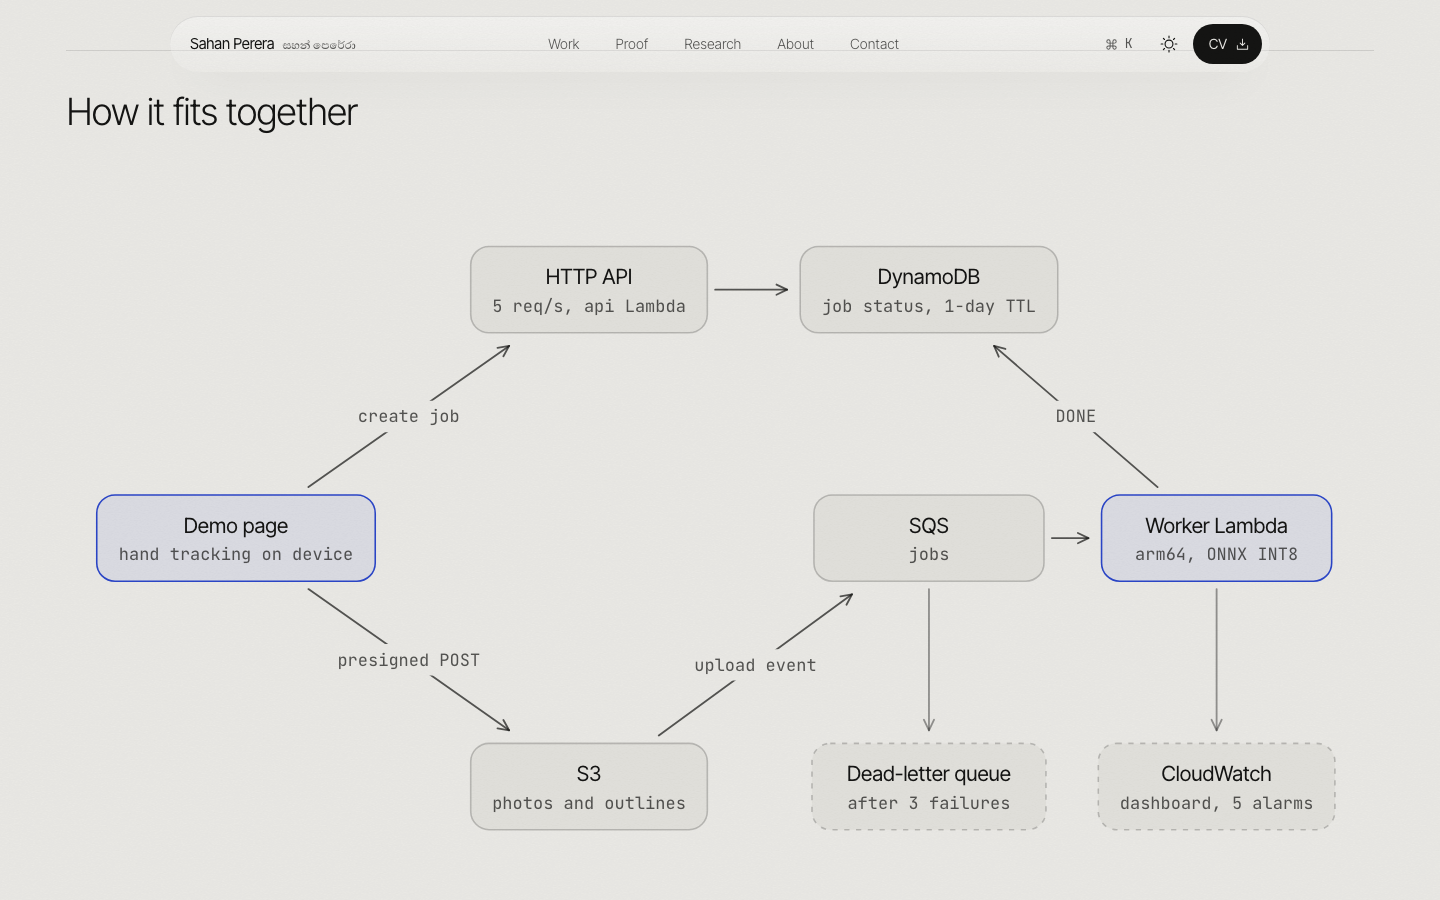 Sahan Perera සහන් පෙරේරා
Work Proof Research About Contact
⌘ K
CV
How it fits together
HTTP API
5 req/s, api Lambda
DynamoDB
job status, 1-day TTL
create job
DONE
Demo page
hand tracking on device
SQS
jobs
Worker Lambda
arm64, ONNX INT8
presigned POST
upload event
S3
photos and outlines
Dead-letter queue
after 3 failures
CloudWatch
dashboard, 5 alarms